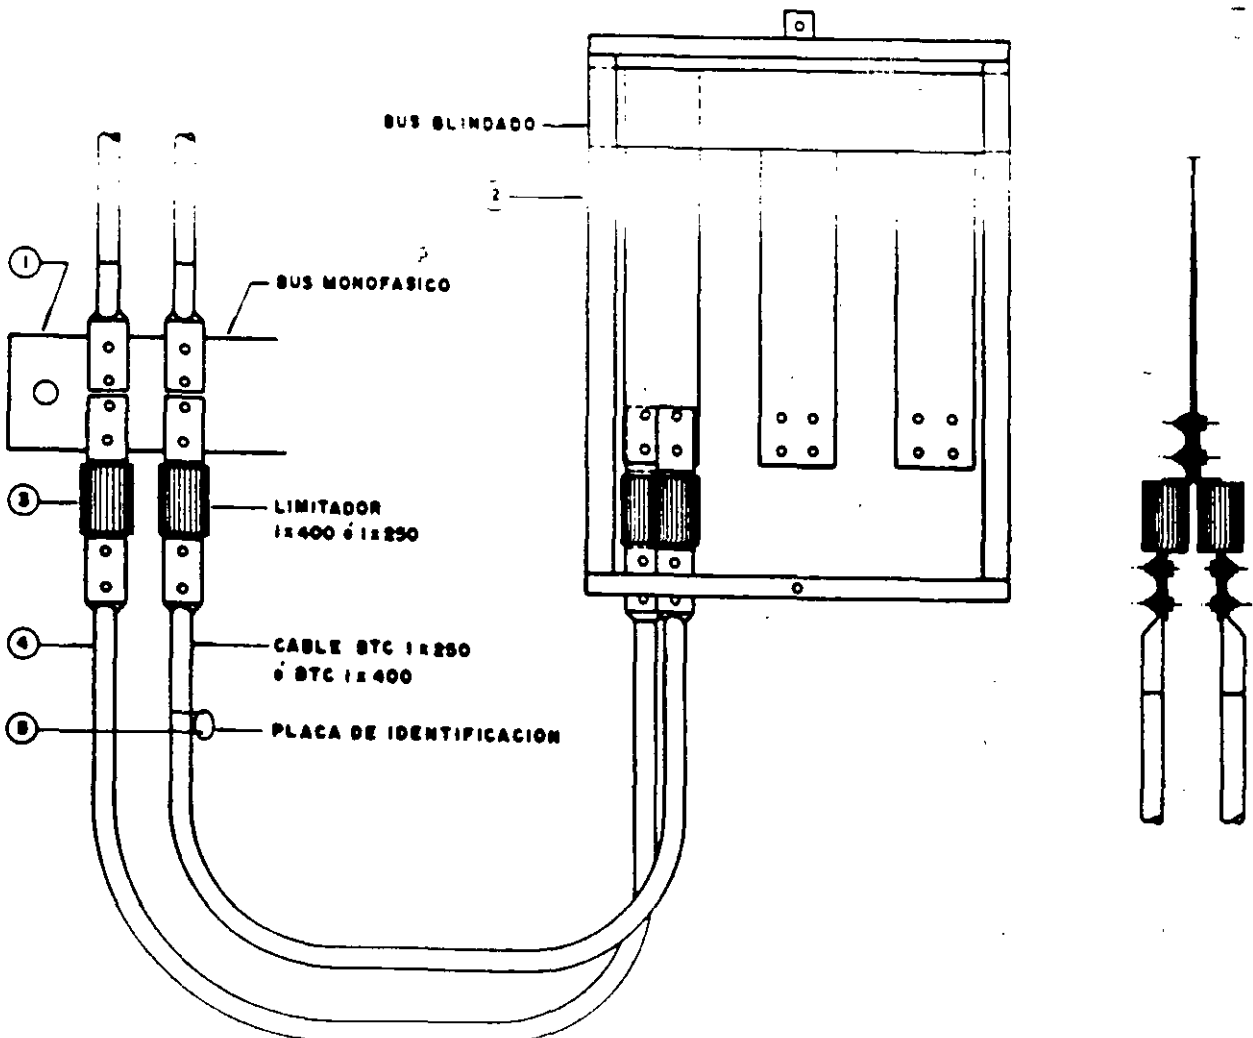 BUS BLINDADO
2
1
BUS MONOFASICO
3
LIMITADOR
1x400 ó 1x250
4
CABLE BTC 1x250
ó BTC 1x400
5
PLACA DE IDENTIFICACION